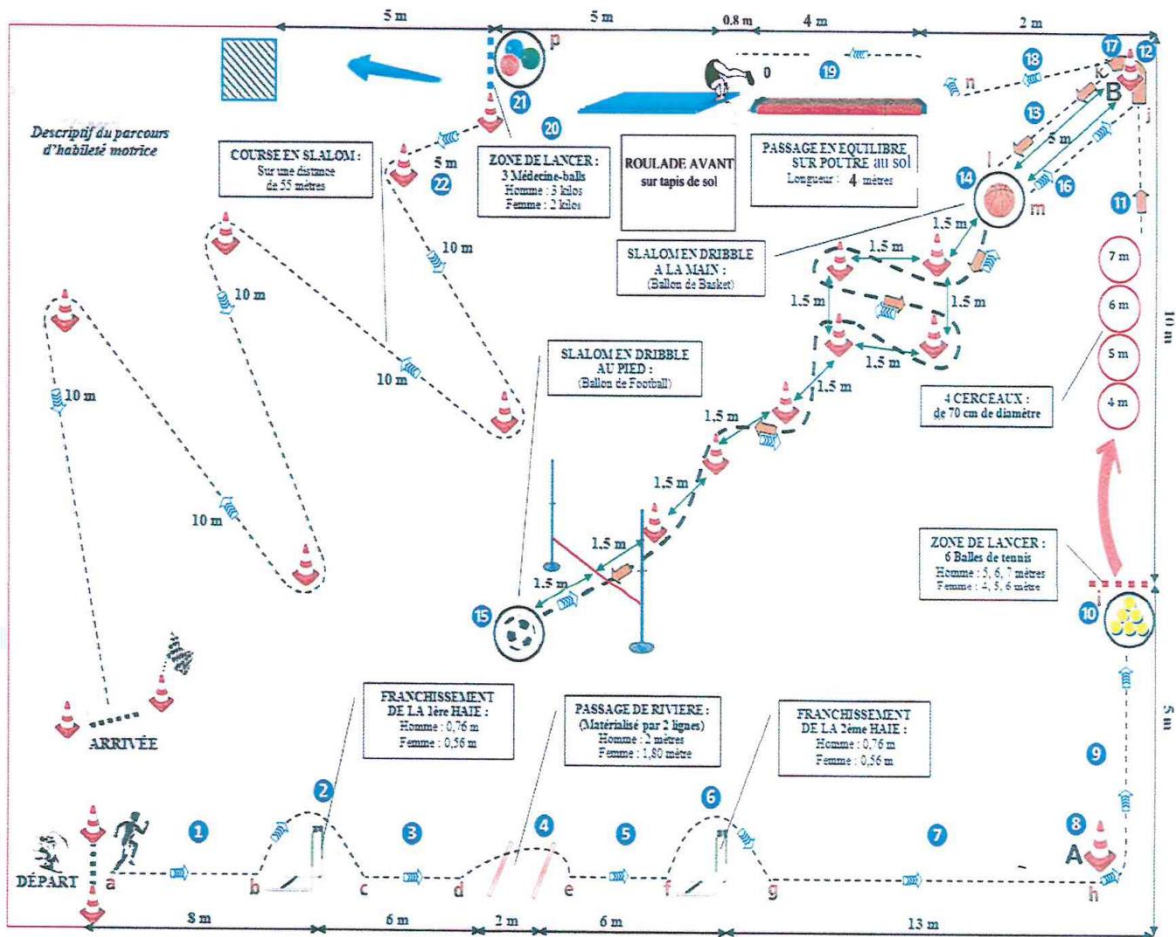 5 m
5 m
0.8 m
4 m
2 m
p
21
20
0
19
n
18
17
12
k
B
j
13
5 m
l
14
16
m
11
Descriptif du parcours
d'habileté motrice
COURSE EN SLALOM :
Sur une distance
de 55 mètres
5 m
22
ZONE DE LANCER :
3 Médecine-balls
Homme : 3 kilos
Femme : 2 kilos
ROULADE AVANT
sur tapis de sol
PASSAGE EN EQTLIBRE
SUR POUTRE au sol
Longueur : 4 mètres
SLALOM EN DRIBBLE
A LA MAIN :
(Ballon de Basket)
1.5 m
1.5 m
1.5 m
1.5 m
1.5 m
1.5 m
1.5 m
1.5 m
1.5 m
1.5 m
10 m
10 m
10 m
10 m
10 m
7 m
6 m
5 m
4 m
10 m
SLALOM EN DRIBBLE
AU PIED :
(Ballon de Football)
4 CERCEAUX :
de 70 cm de diamètre
15
ZONE DE LANCER :
6 Balles de tennis
Homme : 5, 6, 7 mètres
Femme : 4, 5, 6 mètre
i
10
5 m
9
ARRIVÉE
FRANCHISSEMENT
DE LA 1ère HAIE :
Homme : 0,76 m
Femme : 0,56 m
PASSAGE DE RIVIERE :
(Matérialisé par 2 lignes)
Homme : 2 mètres
Femme : 1,80 mètre
FRANCHISSEMENT
DE LA 2ème HAIE :
Homme : 0,76 m
Femme : 0,56 m
1
2
3
4
5
6
7
8
A
DÉPART
a
b
c
d
e
f
g
h
8 m
6 m
2 m
6 m
13 m